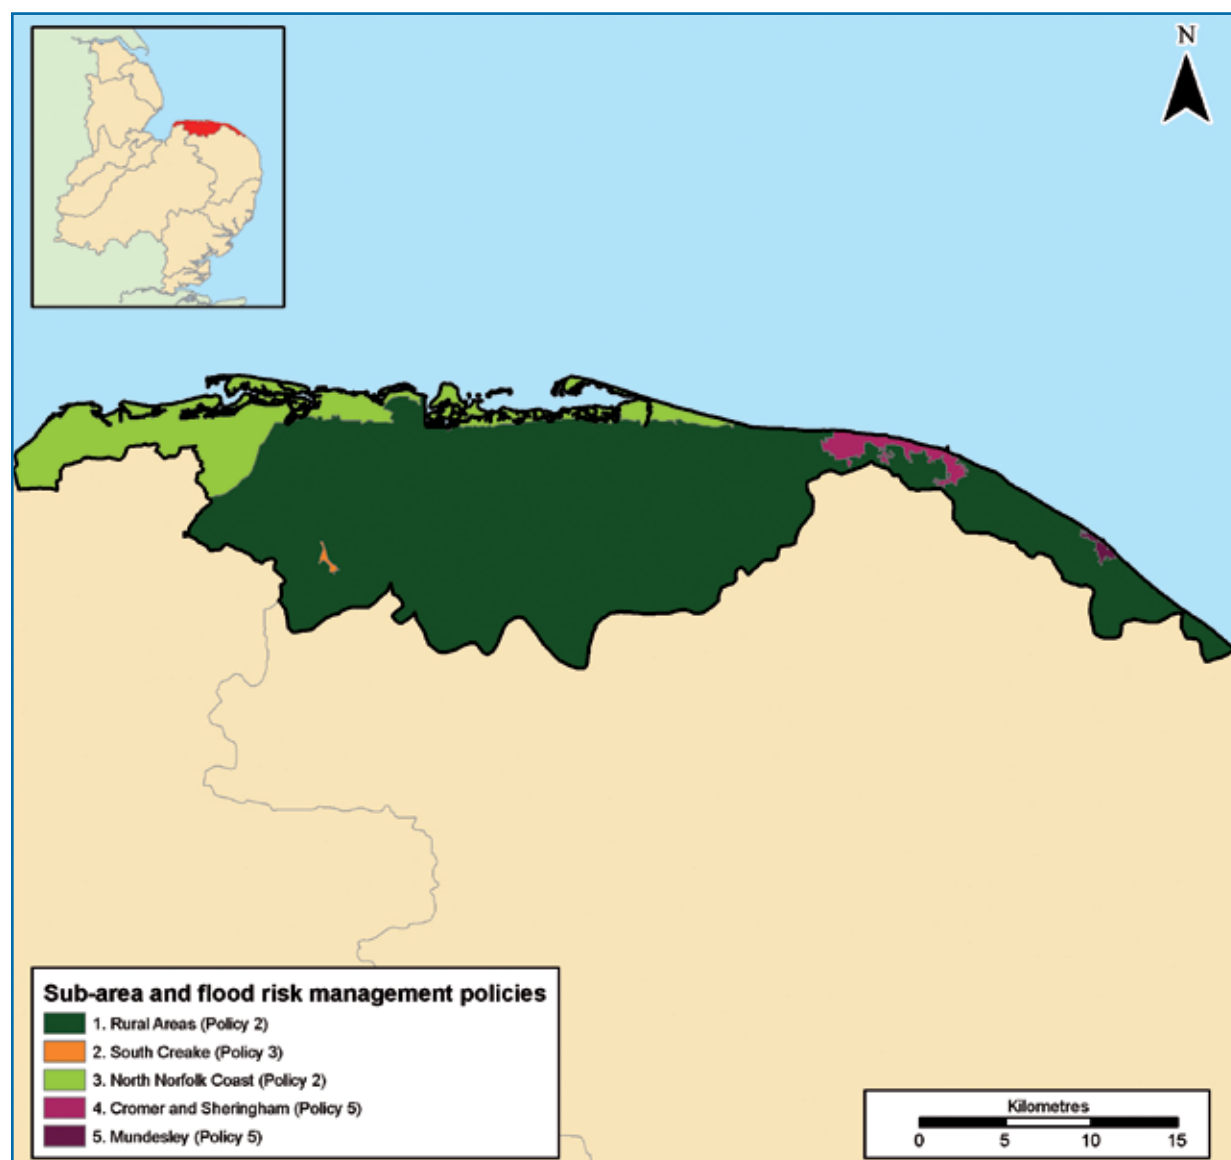 N
Sub-area and flood risk management policies
1. Rural Areas (Policy 2)
2. South Creake (Policy 3)
3. North Norfolk Coast (Policy 2)
4. Cromer and Sheringham (Policy 5)
5. Mundesley (Policy 5)
Kilometres
0 5 10 15